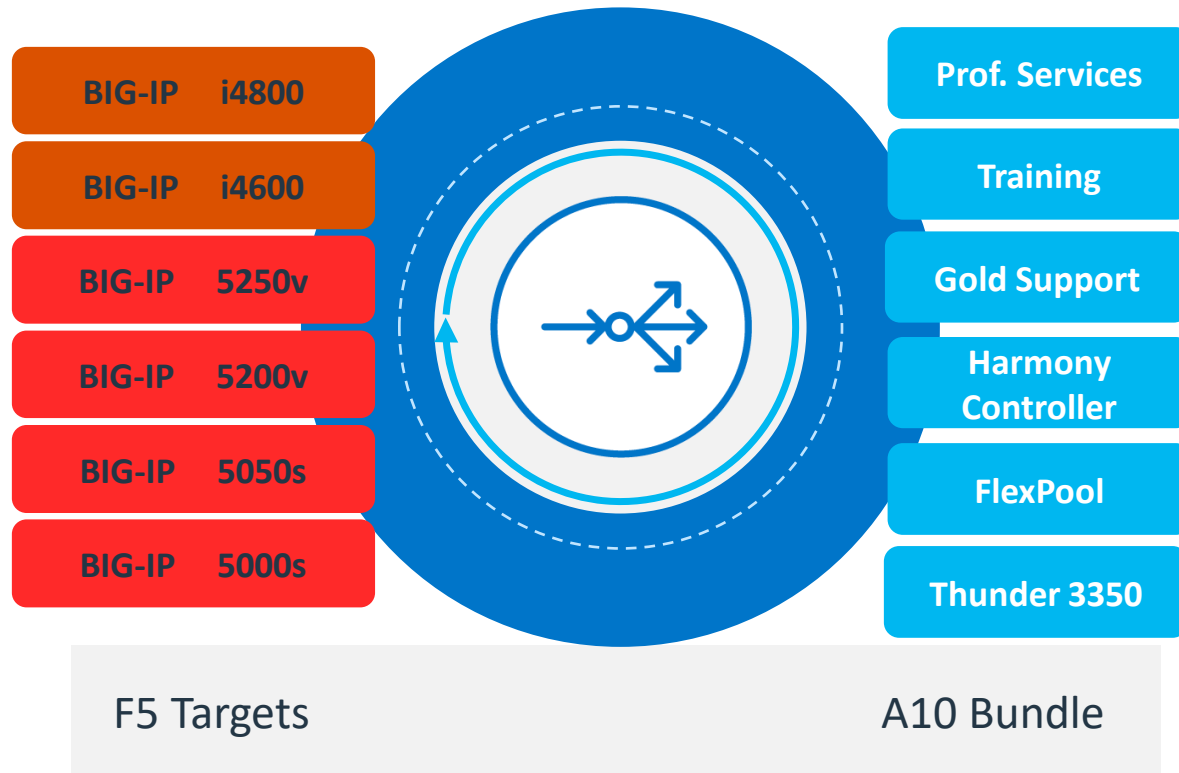 BIG-IP i4800
BIG-IP i4600
BIG-IP 5250v
BIG-IP 5200v
BIG-IP 5050s
BIG-IP 5000s
Prof. Services
Training
Gold Support
Harmony
Controller
FlexPool
Thunder 3350
F5 Targets
A10 Bundle